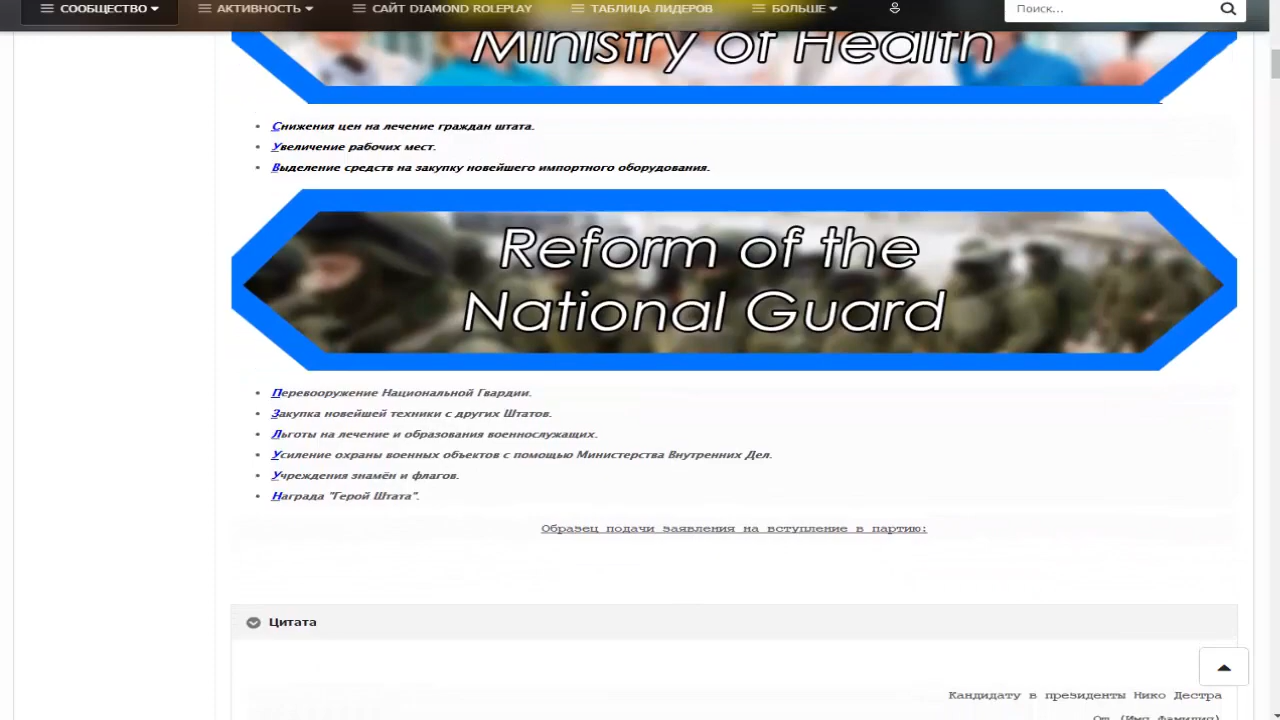 СООБЩЕСТВО АКТИВНОСТЬ САЙТ DIAMOND ROLEPLAY ТАБЛИЦА ЛИДЕРОВ БОЛЬШЕ Поиск...
Ministry of Health
Снижения цен на лечение граждан штата.
Увеличение рабочих мест.
Выделение средств на закупку новейшего импортного оборудования.
Reform of the
National Guard
Перевооружение Национальной Гвардии.
Закупка новейшей техники с других Штатов.
Льготы на лечение и образования военнослужащих.
Усиление охраны военных объектов с помощью Министерства Внутренних Дел.
Учреждения знамён и флагов.
Награда "Герой Штата".
Образец подачи заявления на вступление в партию:
Цитата
Кандидату в президенты Нико Дестра
От (Имя Фамилия)